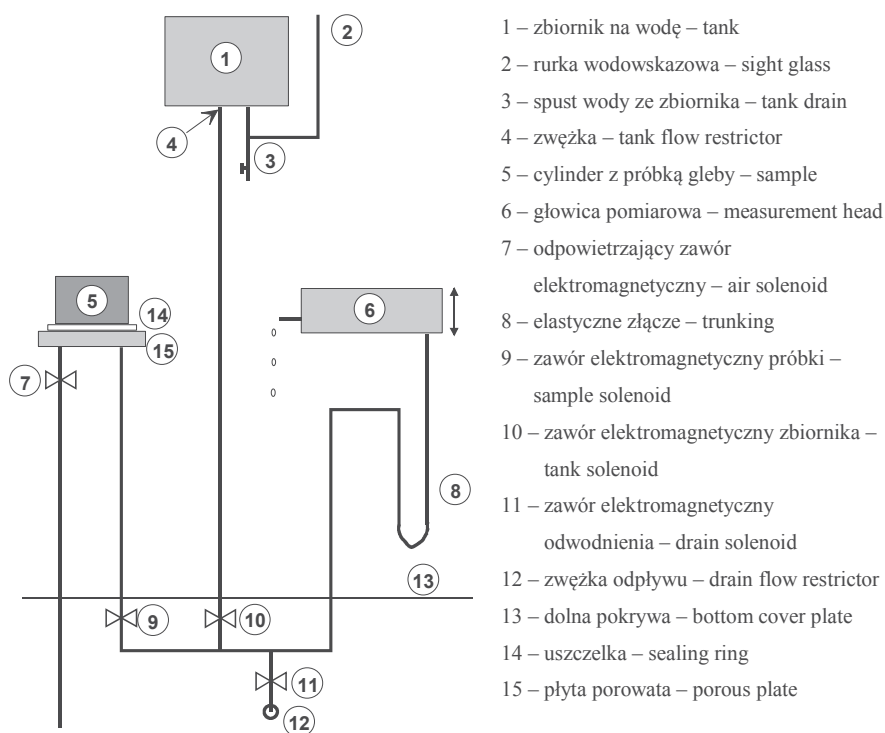 1
2
3
4
5
6
14
15
7
8
13
9
10
11
12
1 – zbiornik na wodę – tank
2 – rurka wodowskazowa – sight glass
3 – spust wody ze zbiornika – tank drain
4 – zwężka – tank flow restrictor
5 – cylinder z próbką gleby – sample
6 – głowica pomiarowa – measurement head
7 – odpowietrzający zawór
elektromagnetyczny – air solenoid
8 – elastyczne złącze – trunking
9 – zawór elektromagnetyczny próbki –
sample solenoid
10 – zawór elektromagnetyczny zbiornika –
tank solenoid
11 – zawór elektromagnetyczny
odwodnienia – drain solenoid
12 – zwężka odpływu – drain flow restrictor
13 – dolna pokrywa – bottom cover plate
14 – uszczelka – sealing ring
15 – płyta porowata – porous plate